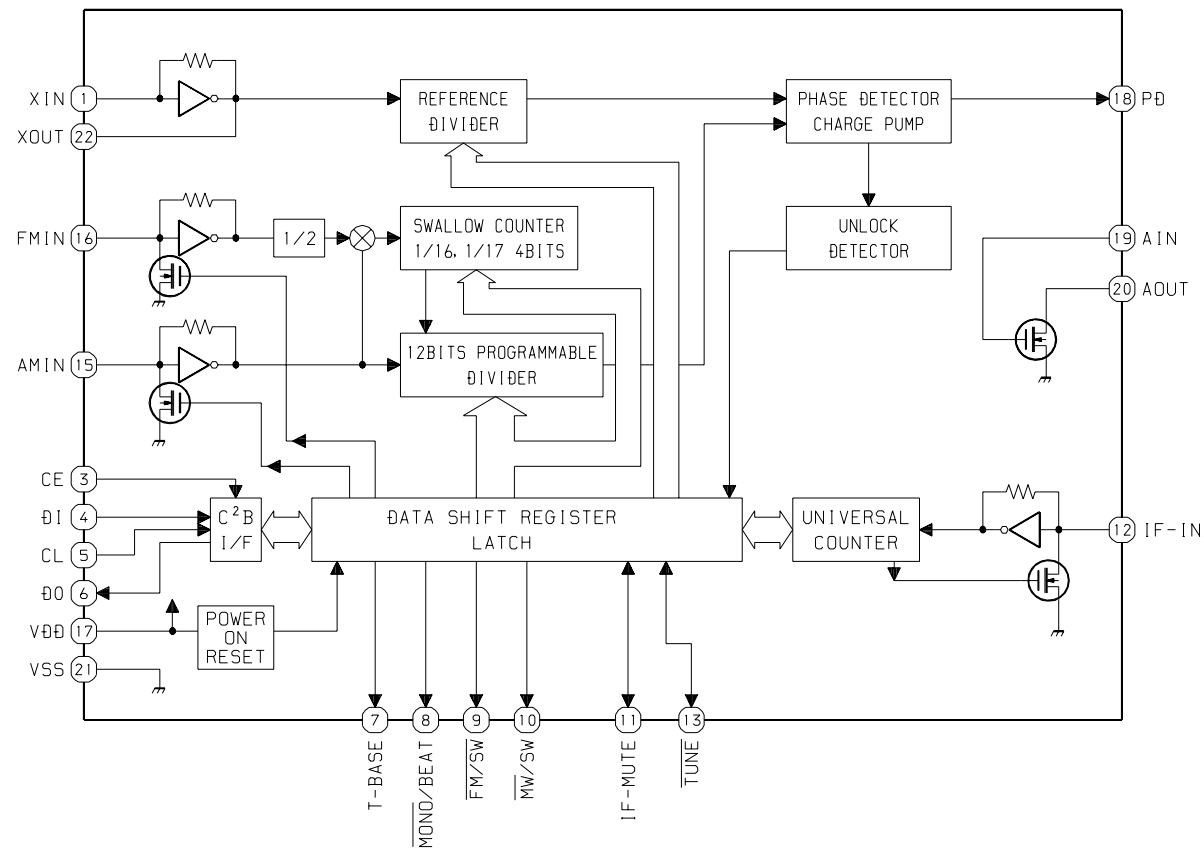 XIN 1
REFERENCE
DIVIDER
PHASE DETECTOR
CHARGE PUMP
18 PD
XOUT 22
FMIN 16
1/2
SWALLOW COUNTER
1/16, 1/17 4BITS
UNLOCK
DETECTOR
19 AIN
20 AOUT
AMIN 15
12BITS PROGRAMMABLE
DIVIDER
CE 3
DI 4
CL 5
DO 6
VDD 17
VSS 21
C²B
I/F
DATA SHIFT REGISTER
LATCH
UNIVERSAL
COUNTER
12 IF-IN
POWER
ON
RESET
7
8
9
10
11
13
T-BASE
MONO/BEAT
FM/SW
MW/SW
IF-MUTE
TUNE